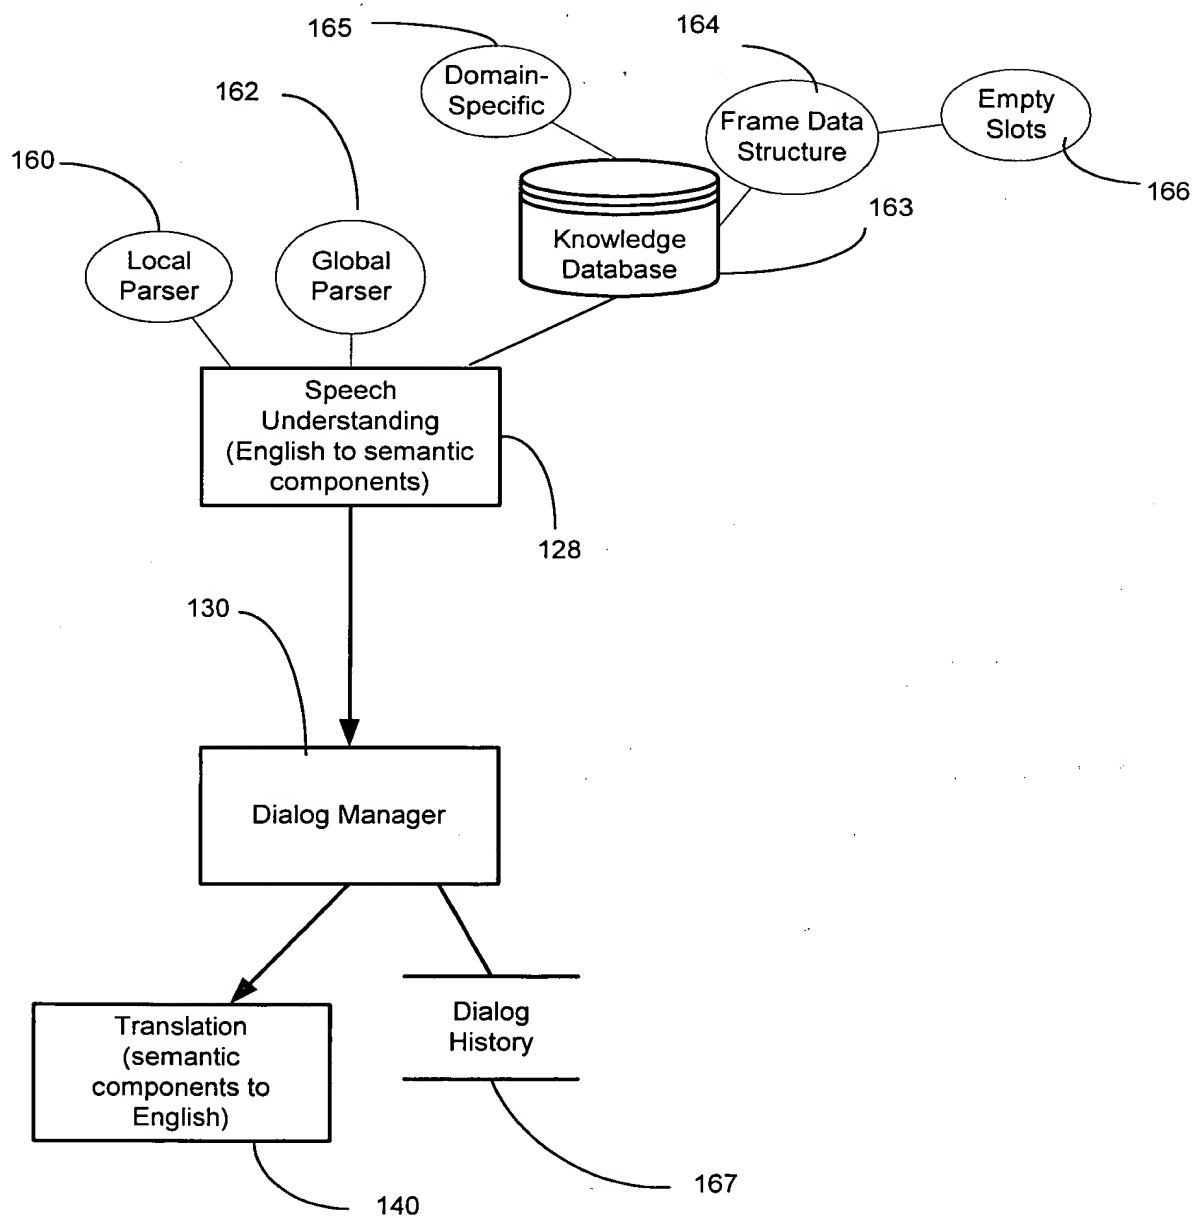 165
164
Domain-
Specific
162
Empty
Slots
Frame Data
Structure
160
166
163
Knowledge
Database
Local
Parser
Global
Parser
Speech
Understanding
(English to semantic
components)
128
130
Dialog Manager
Dialog
History
Translation
(semantic
components to
English)
167
140